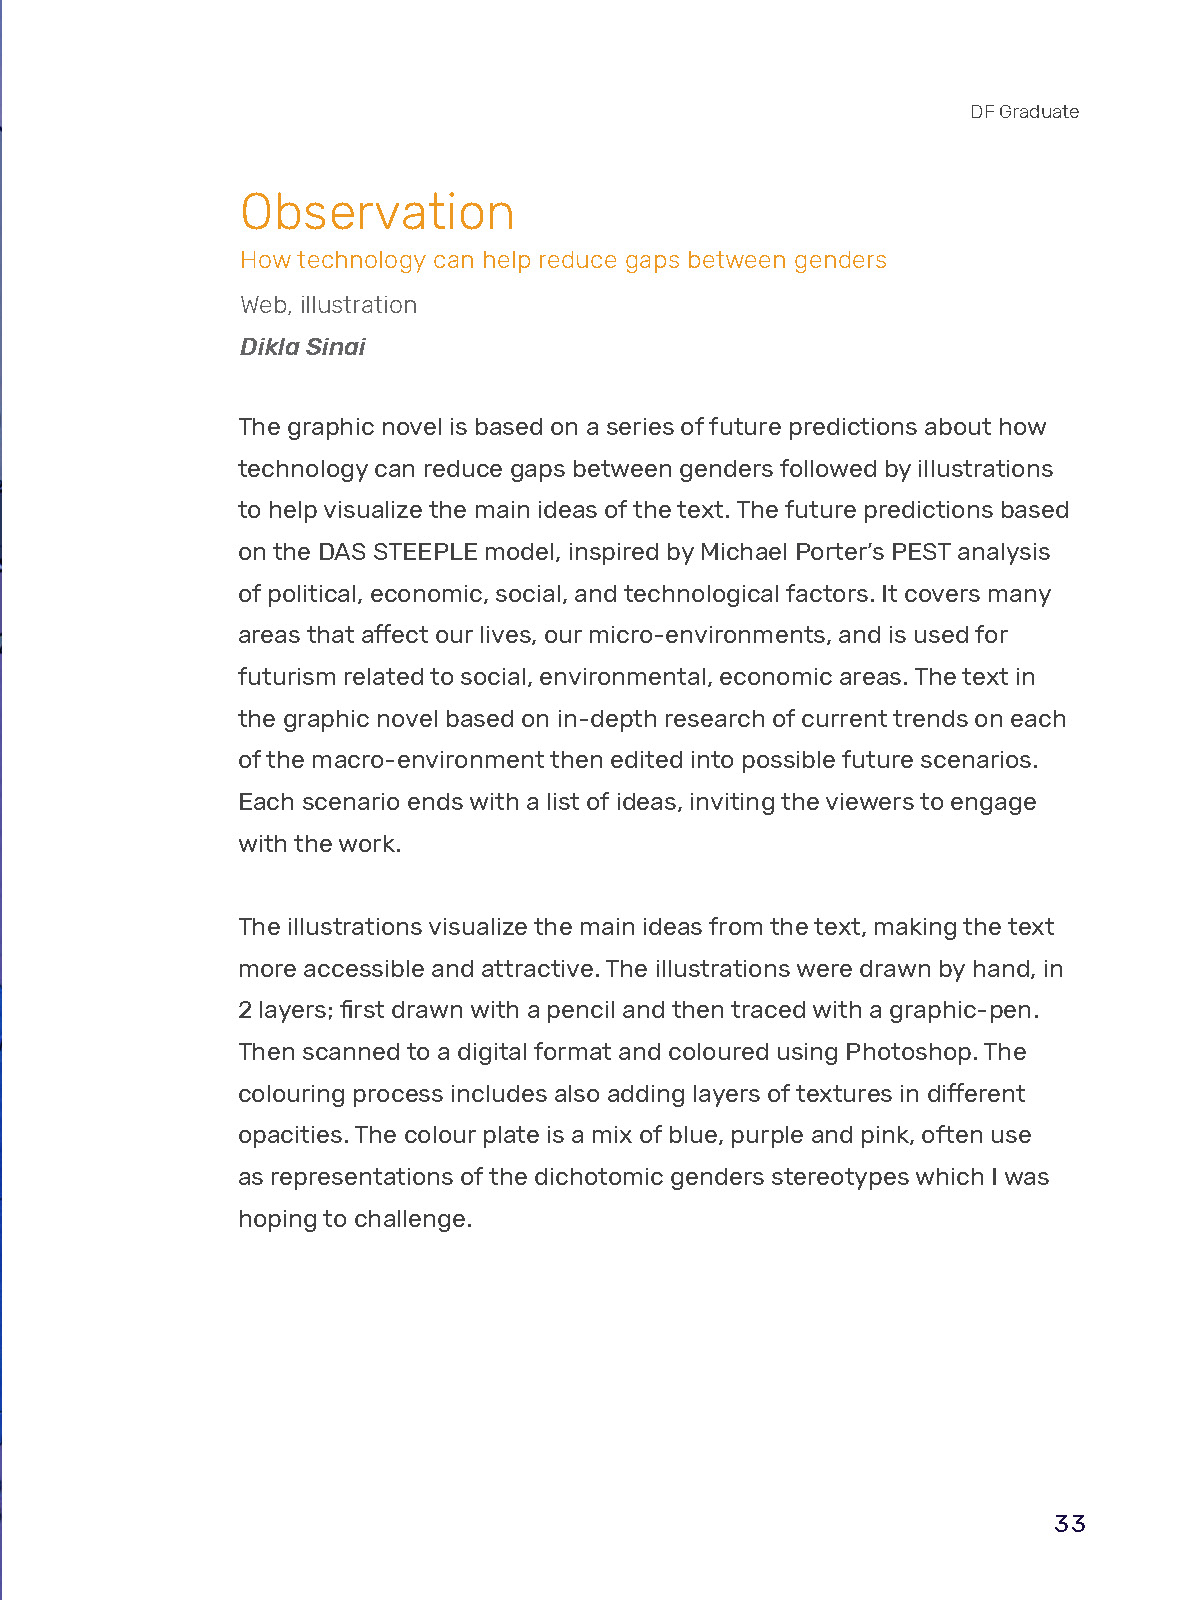 DF Graduate
Observation
How technology can help reduce gaps between genders
Web, illustration
Dikla Sinai
The graphic novel is based on a series of future predictions about how
technology can reduce gaps between genders followed by illustrations
to help visualize the main ideas of the text. The future predictions based
on the DAS STEEPLE model, inspired by Michael Porter’s PEST analysis
of political, economic, social, and technological factors. It covers many
areas that affect our lives, our micro-environments, and is used for
futurism related to social, environmental, economic areas. The text in
the graphic novel based on in-depth research of current trends on each
of the macro-environment then edited into possible future scenarios.
Each scenario ends with a list of ideas, inviting the viewers to engage
with the work.
The illustrations visualize the main ideas from the text, making the text
more accessible and attractive. The illustrations were drawn by hand, in
2 layers; first drawn with a pencil and then traced with a graphic-pen.
Then scanned to a digital format and coloured using Photoshop. The
colouring process includes also adding layers of textures in different
opacities. The colour plate is a mix of blue, purple and pink, often use
as representations of the dichotomic genders stereotypes which I was
hoping to challenge.
33